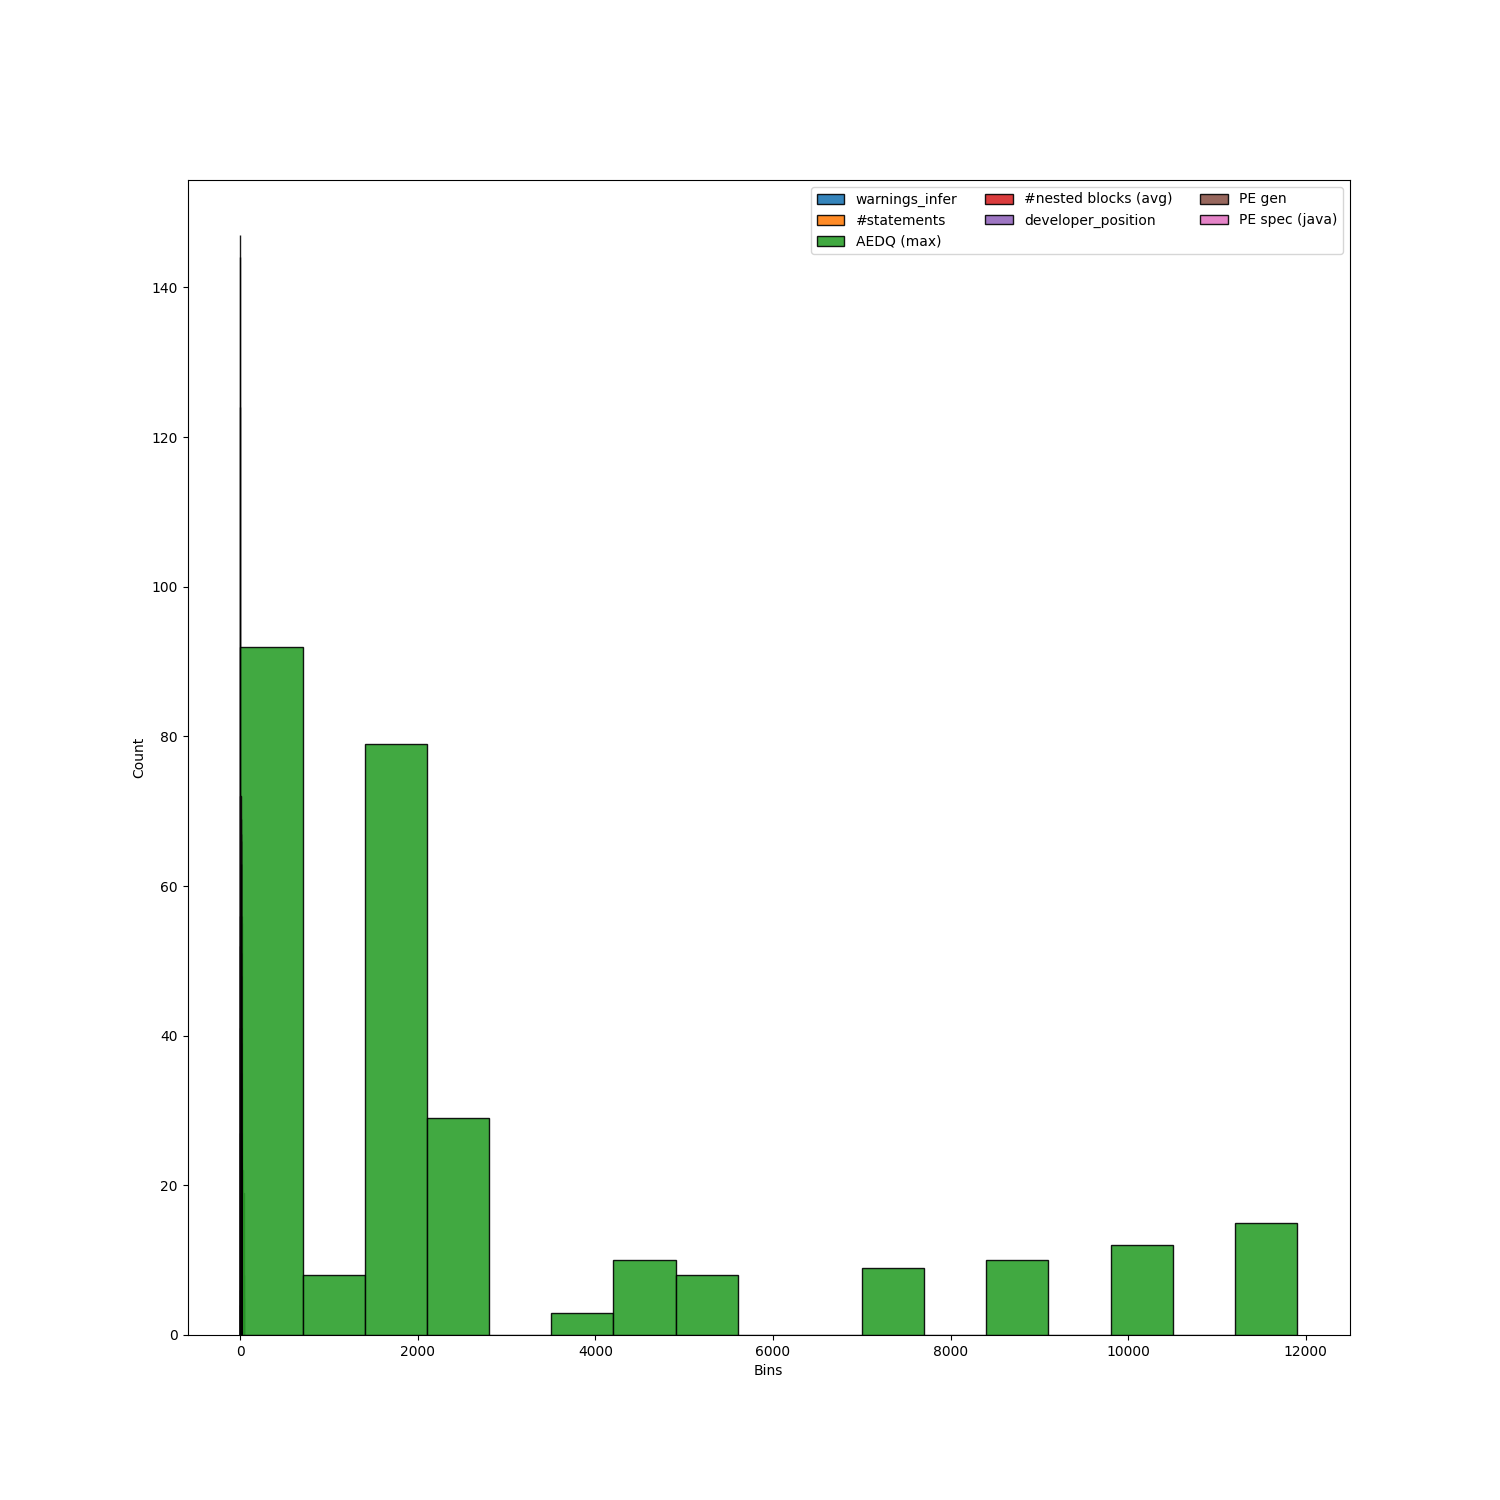 warnings_infer #nested blocks (avg) PE gen
#statements developer_position PE spec (java)
AEDQ (max)
140
120
100
80
60
40
20
0
Count
0 2000 4000 6000 8000 10000 12000
Bins